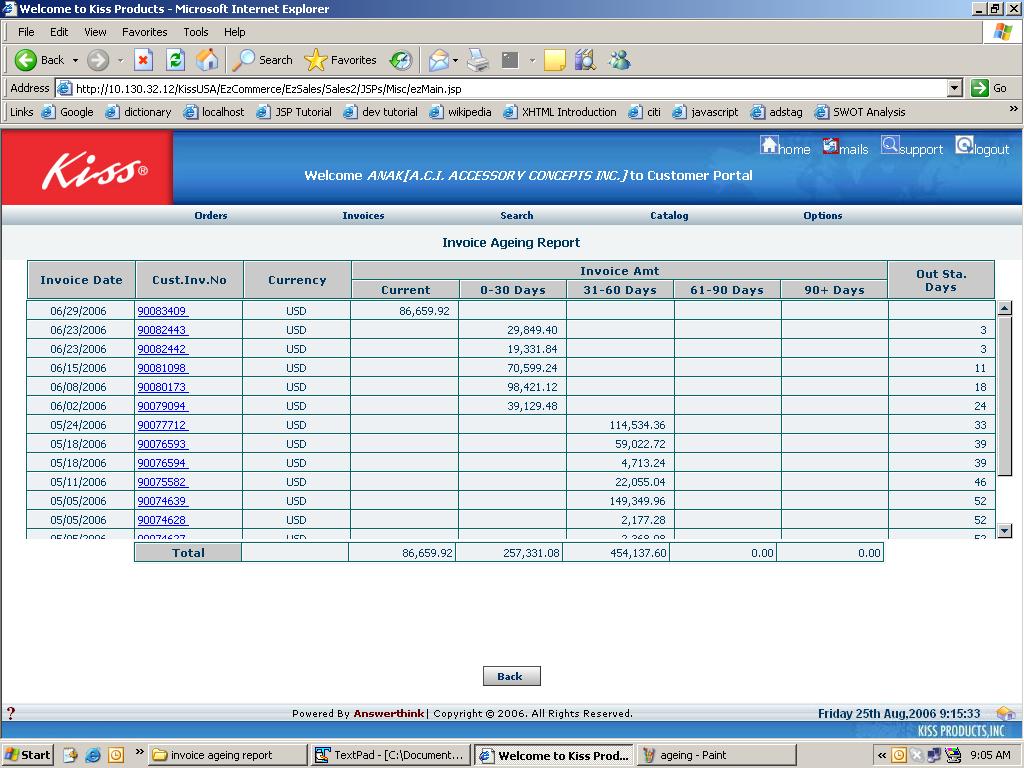 Welcome to Kiss Products - Microsoft Internet Explorer
File Edit View Favorites Tools Help
Back Search Favorites
Address http://10.130.32.12/KissUSA/EzCommerce/EzSales/Sales2/JSPs/Misc/ezMain.jsp Go
Links Google dictionary localhost JSP Tutorial dev tutorial wikipedia XHTML Introduction citi javascript adstag SWOT Analysis »
Kiss®
home mails support logout
Welcome ANAK[A.C.I. ACCESSORY CONCEPTS INC.]to Customer Portal
Orders Invoices Search Catalog Options
Invoice Ageing Report
Invoice Date Cust.Inv.No Currency Invoice Amt Out Sta. Days
Current 0-30 Days 31-60 Days 61-90 Days 90+ Days
06/29/2006 90083409 USD 86,659.92
06/23/2006 90082443 USD 29,849.40 3
06/23/2006 90082442 USD 19,331.84 3
06/15/2006 90081098 USD 70,599.24 11
06/08/2006 90080173 USD 98,421.12 18
06/02/2006 90079094 USD 39,129.48 24
05/24/2006 90077712 USD 114,534.36 33
05/18/2006 90076593 USD 59,022.72 39
05/18/2006 90076594 USD 4,713.24 39
05/11/2006 90075582 USD 22,055.04 46
05/05/2006 90074639 USD 149,349.96 52
05/05/2006 90074628 USD 2,177.28 52
05/05/2006 90074627 USD 52
Total 86,659.92 257,331.08 454,137.60 0.00 0.00
Back
? Powered By Answerthink| Copyright © 2006. All Rights Reserved. Friday 25th Aug,2006 9:15:33
KISS PRODUCTS,INC
Start » invoice ageing report TextPad - [C:\Document... Welcome to Kiss Prod... ageing - Paint « 9:05 AM